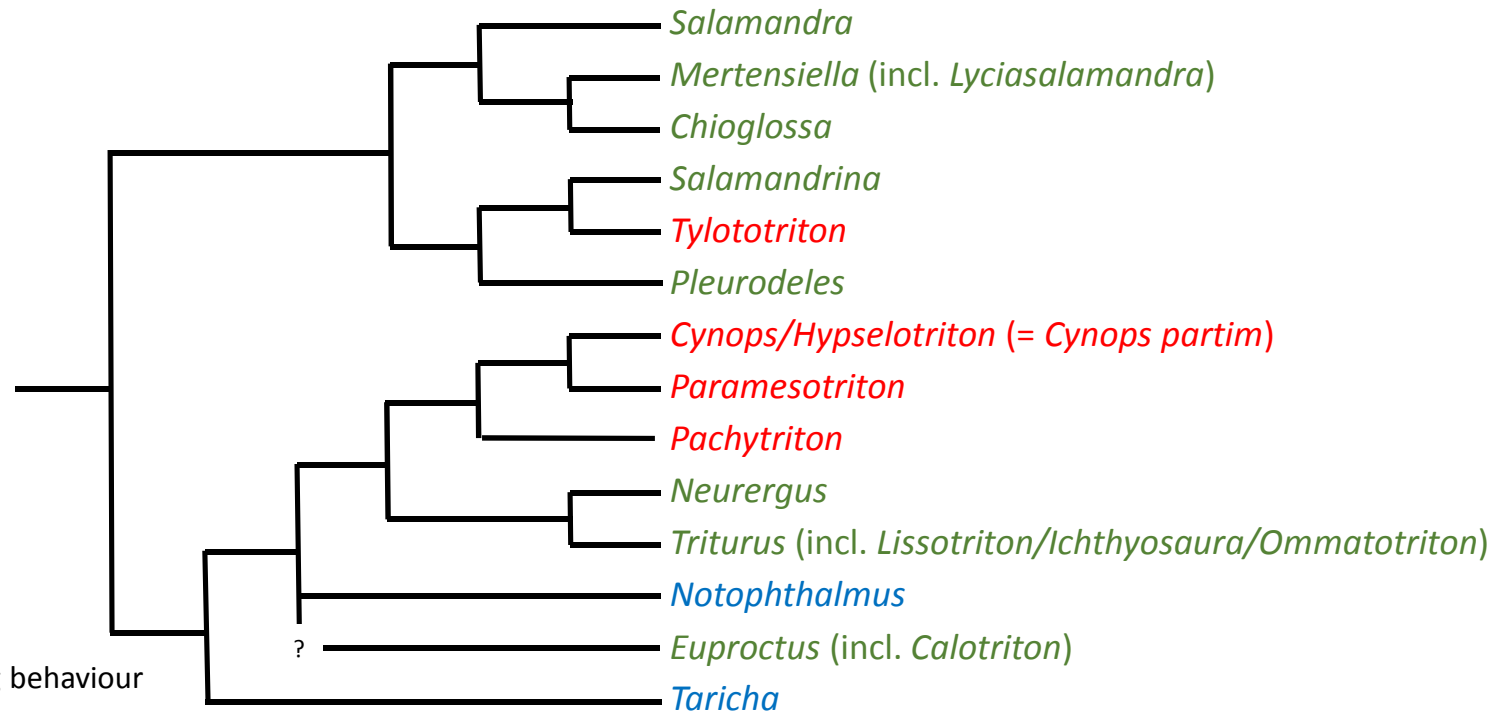 Salamandra
Mertensiella (incl. Lyciasalamandra)
Chioglossa
Salamandrina
Tylototriton
Pleurodeles
Cynops/Hypselotriton (= Cynops partim)
Paramesotriton
Pachytriton
Neurergus
Triturus (incl. Lissotriton/Ichthyosaura/Ommatotriton)
Notophthalmus
? Euproctus (incl. Calotriton)
behaviour
Taricha